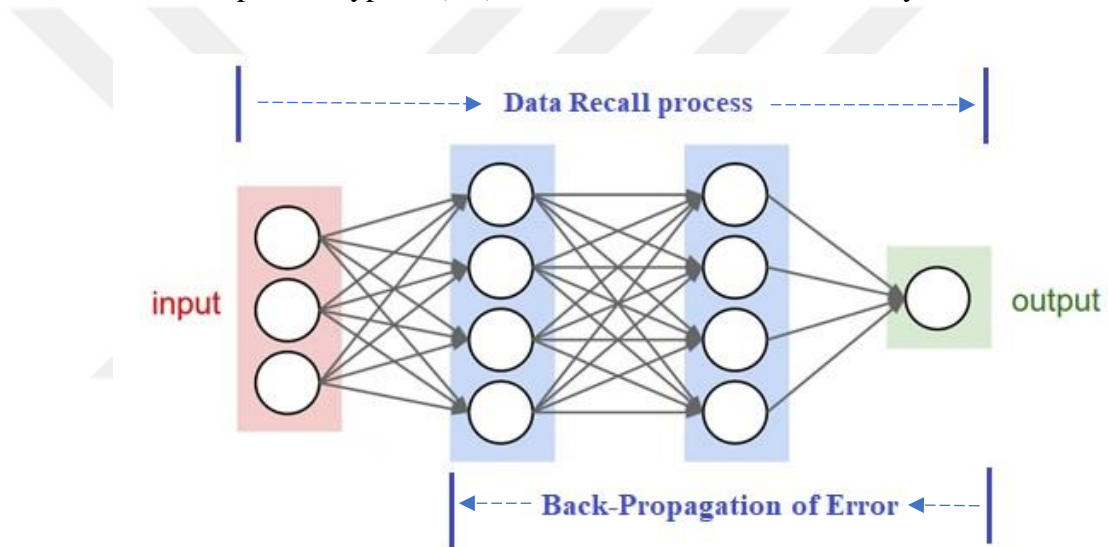 Data Recall process
input
output
Back-Propagation of Error